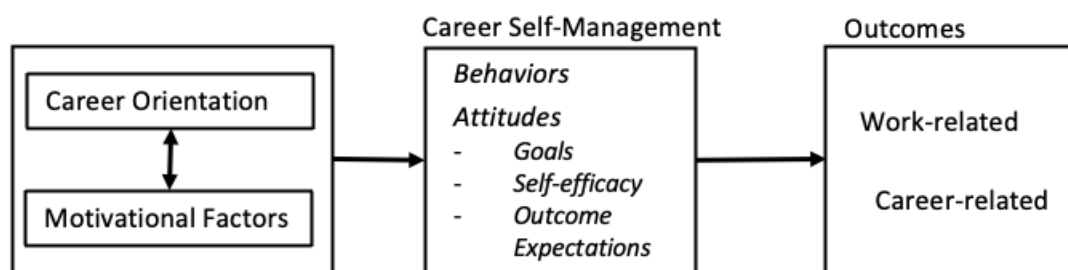 Career Orientation
Motivational Factors
Career Self-Management
Behaviors
Attitudes
- Goals
- Self-efficacy
- Outcome
Expectations
Outcomes
Work-related
Career-related